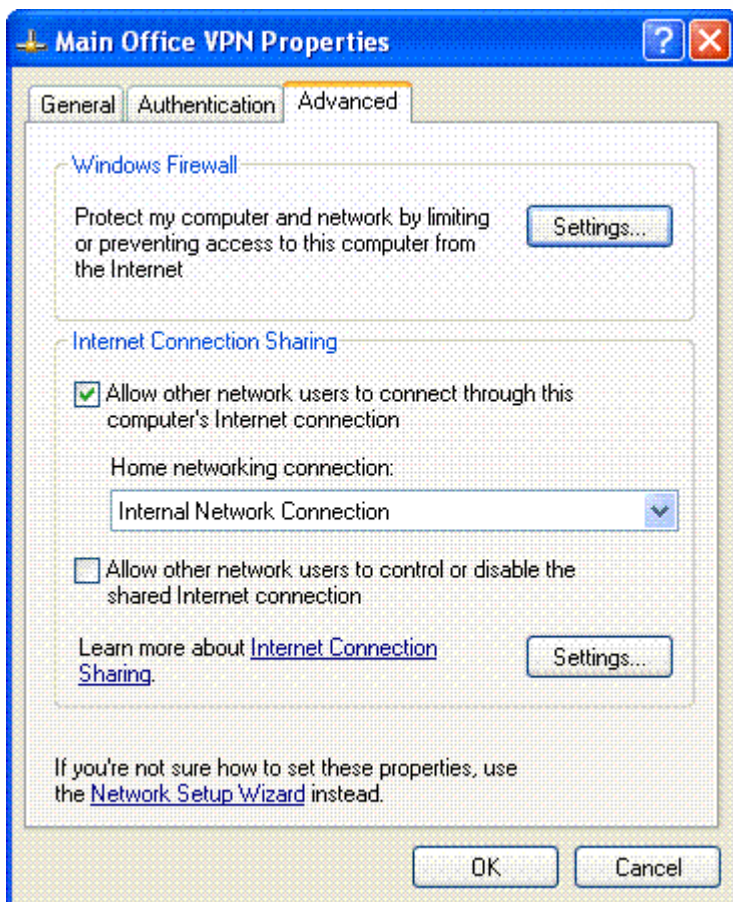 Main Office VPN Properties
General
Authentication
Advanced
Windows Firewall
Protect my computer and network by limiting
or preventing access to this computer from
the Internet
Settings...
Internet Connection Sharing
Allow other network users to connect through this
computer's Internet connection
Home networking connection:
Internal Network Connection
Allow other network users to control or disable the
shared Internet connection
Learn more about Internet Connection
Sharing.
Settings...
If you're not sure how to set these properties, use
the Network Setup Wizard instead.
OK
Cancel